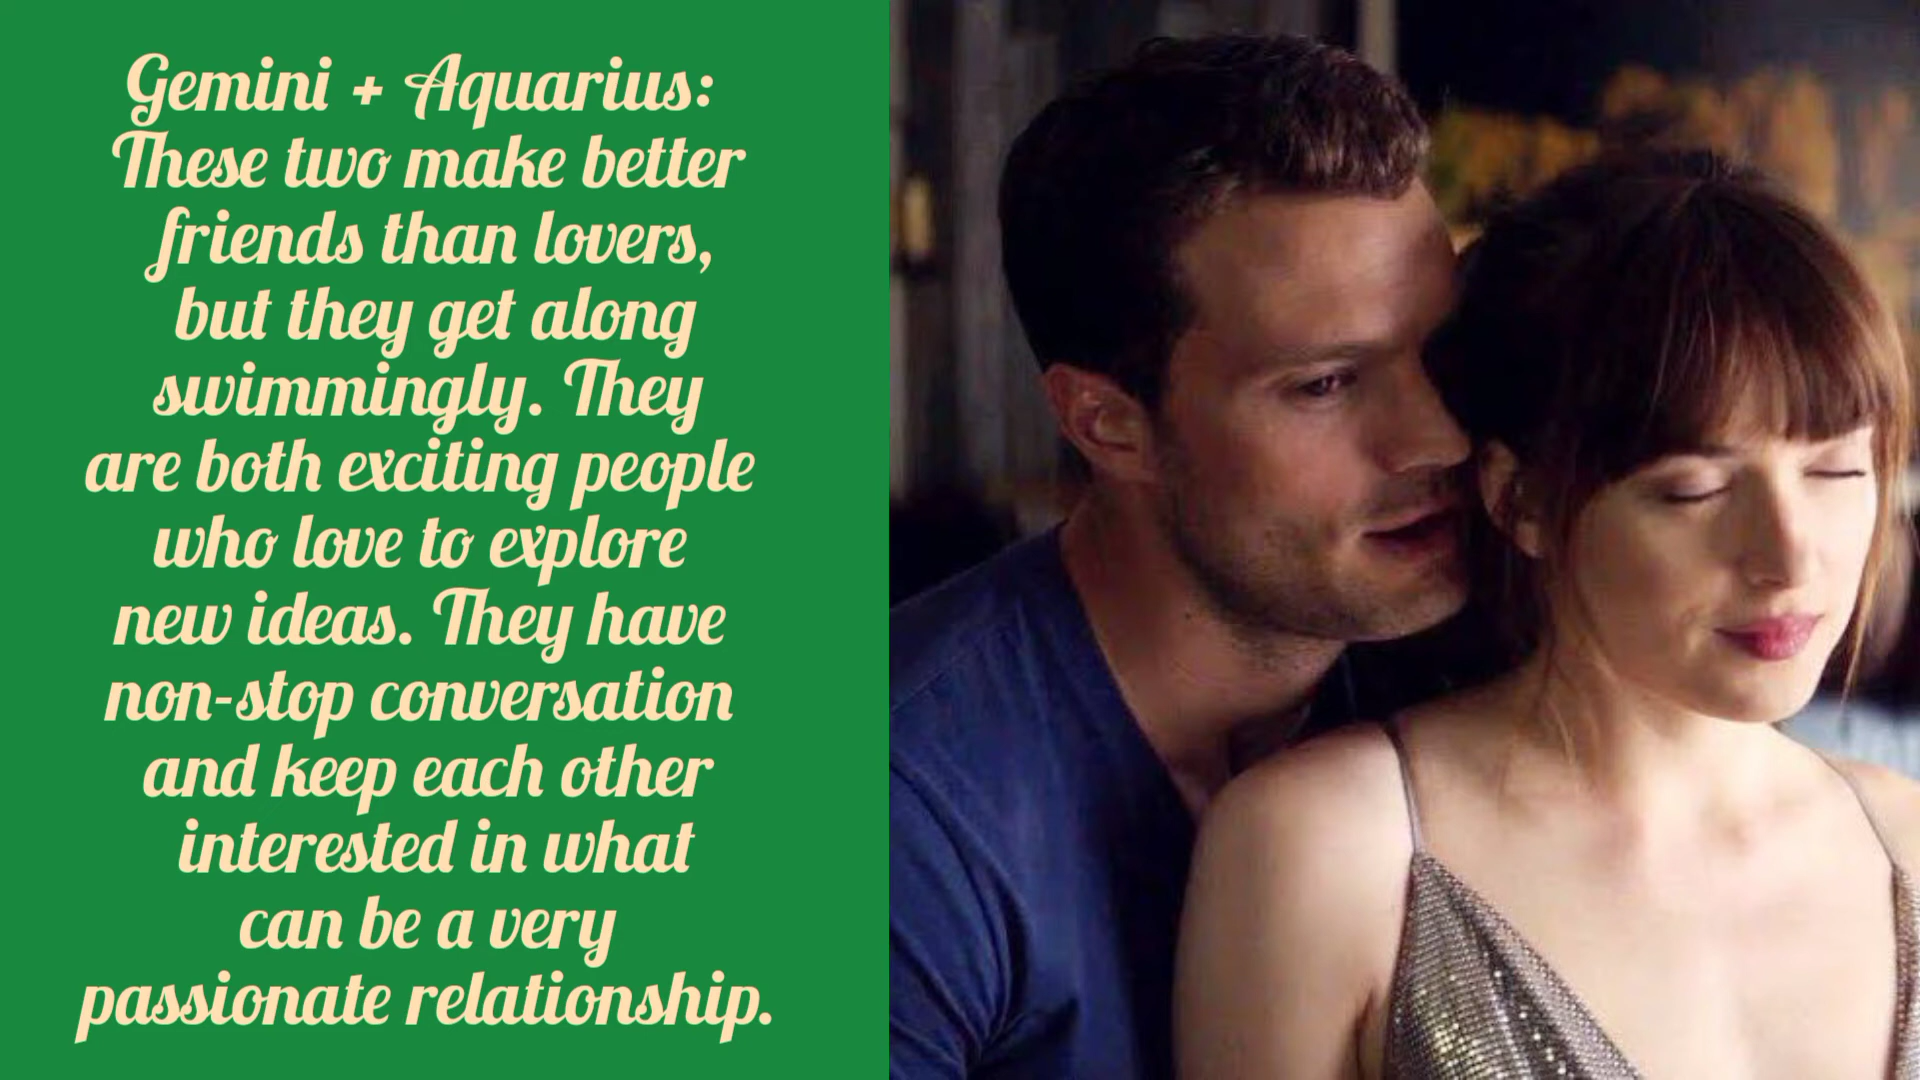 Gemini + Aquarius:
These two make better
friends than lovers,
but they get along
swimmingly. They
are both exciting people
who love to explore
new ideas. They have
non-stop conversation
and keep each other
interested in what
can be a very
passionate relationship.